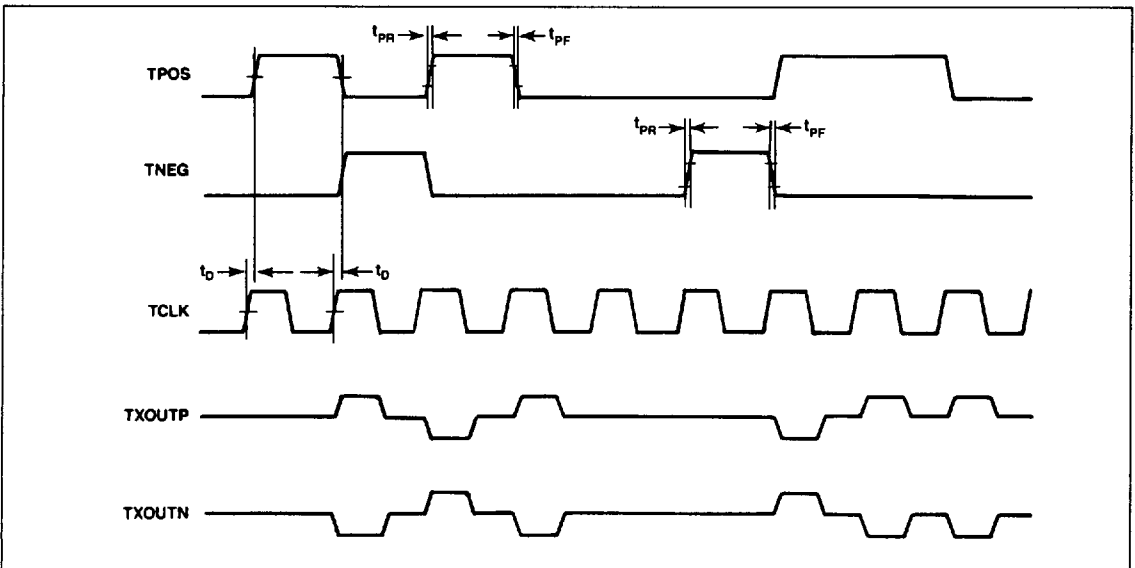 tPR tPF
TPOS
tPR tPF
TNEG
tD tD
TCLK
TXOUTP
TXOUTN